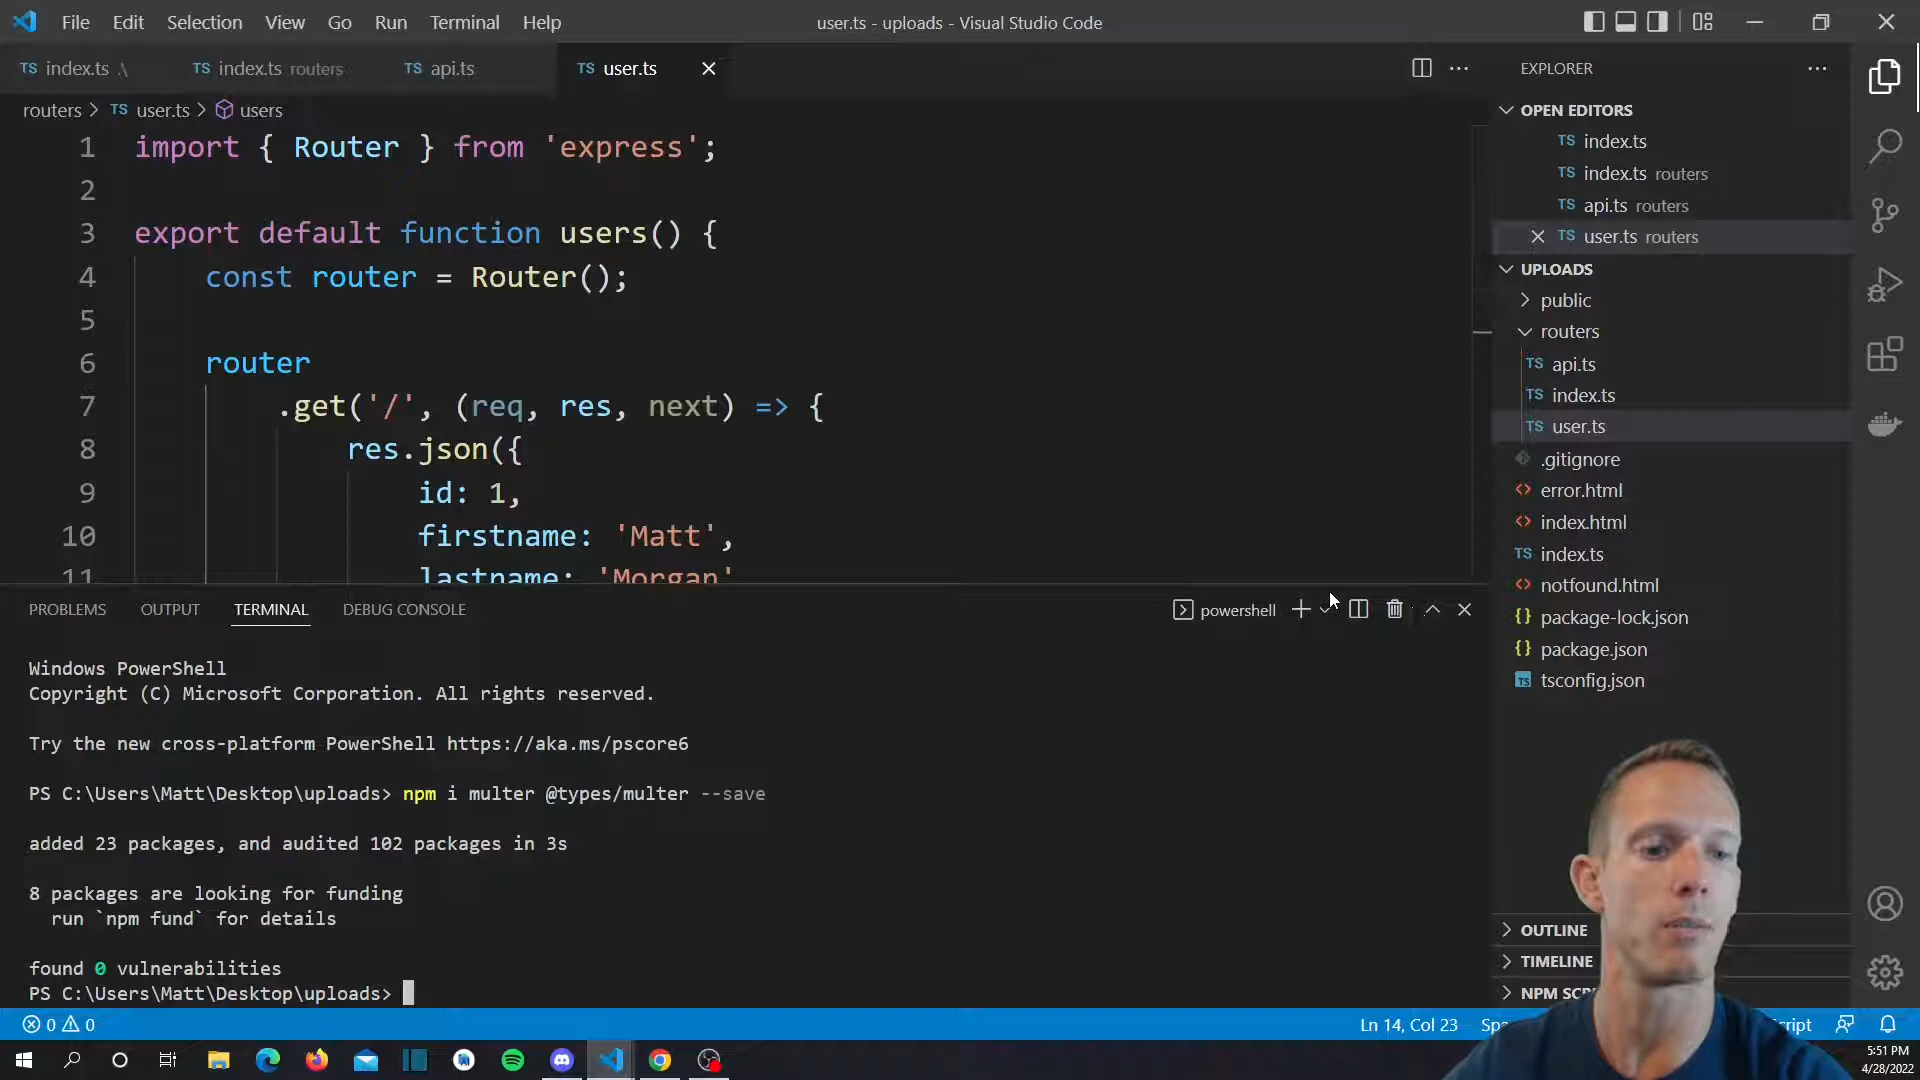 File Edit Selection View Go Run Terminal Help
user.ts - uploads - Visual Studio Code
TS index.ts .\
TS index.ts routers
TS api.ts
TS user.ts
routers > TS user.ts > users
1 import { Router } from 'express';
2
3 export default function users() {
4 const router = Router();
5
6 router
7 .get('/', (req, res, next) => {
8 res.json({
9 id: 1,
10 firstname: 'Matt',
11 lastname: 'Morgan'
PROBLEMS OUTPUT TERMINAL DEBUG CONSOLE
powershell
Windows PowerShell
Copyright (C) Microsoft Corporation. All rights reserved.
Try the new cross-platform PowerShell https://aka.ms/pscore6
PS C:\Users\Matt\Desktop\uploads> npm i multer @types/multer --save
added 23 packages, and audited 102 packages in 3s
8 packages are looking for funding
run `npm fund` for details
found 0 vulnerabilities
PS C:\Users\Matt\Desktop\uploads>
EXPLORER
OPEN EDITORS
TS index.ts
TS index.ts routers
TS api.ts routers
TS user.ts routers
UPLOADS
public
routers
TS api.ts
TS index.ts
TS user.ts
.gitignore
error.html
index.html
TS index.ts
notfound.html
package-lock.json
package.json
TS tsconfig.json
OUTLINE
TIMELINE
NPM SCR
0 0
Ln 14, Col 23
Spa
cript
5:51 PM
4/28/2022